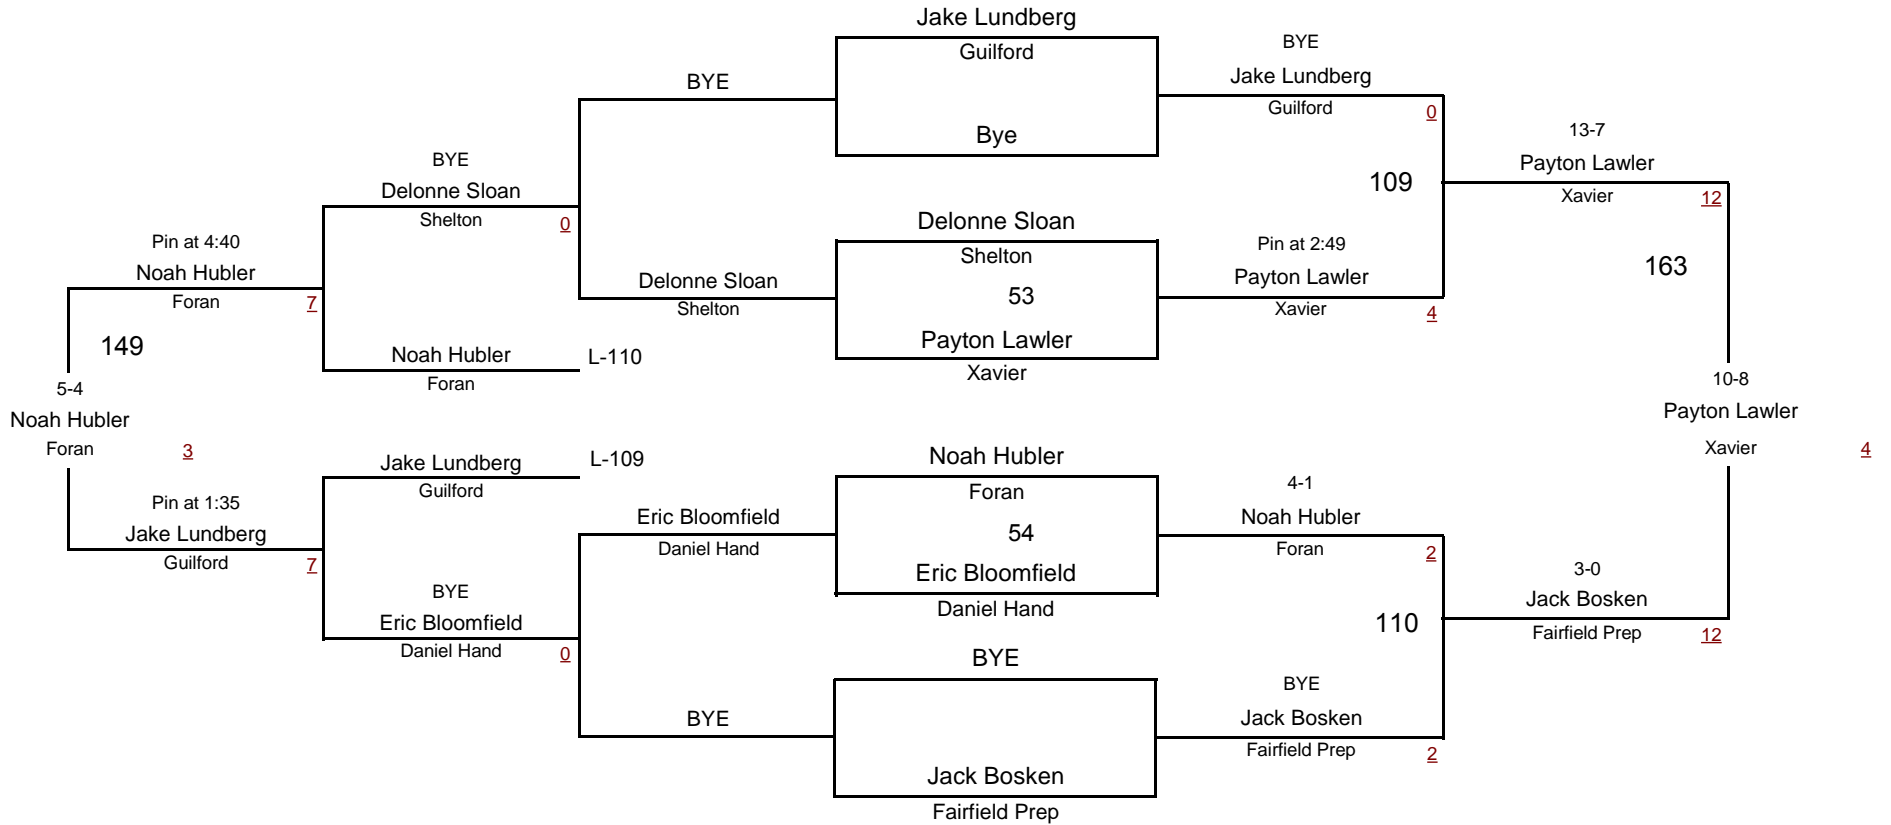 Jake Lundberg
Guilford
Bye
BYE
Jake Lundberg
Guilford
0
BYE
13-7
Payton Lawler
Xavier
12
109
163
BYE
Delonne Sloan
Shelton
0
Delonne Sloan
Shelton
53
Payton Lawler
Xavier
Pin at 2:49
Payton Lawler
Xavier
4
Delonne Sloan
Shelton
Pin at 4:40
Noah Hubler
Foran
7
149
Noah Hubler
Foran
L-110
5-4
Noah Hubler
Foran
3
10-8
Payton Lawler
Xavier
4
Jake Lundberg
Guilford
L-109
Noah Hubler
Foran
54
Eric Bloomfield
Daniel Hand
4-1
Noah Hubler
Foran
2
Pin at 1:35
Jake Lundberg
Guilford
7
Eric Bloomfield
Daniel Hand
BYE
Eric Bloomfield
Daniel Hand
0
110
3-0
Jack Bosken
Fairfield Prep
12
BYE
Jack Bosken
Fairfield Prep
BYE
BYE
Jack Bosken
Fairfield Prep
2